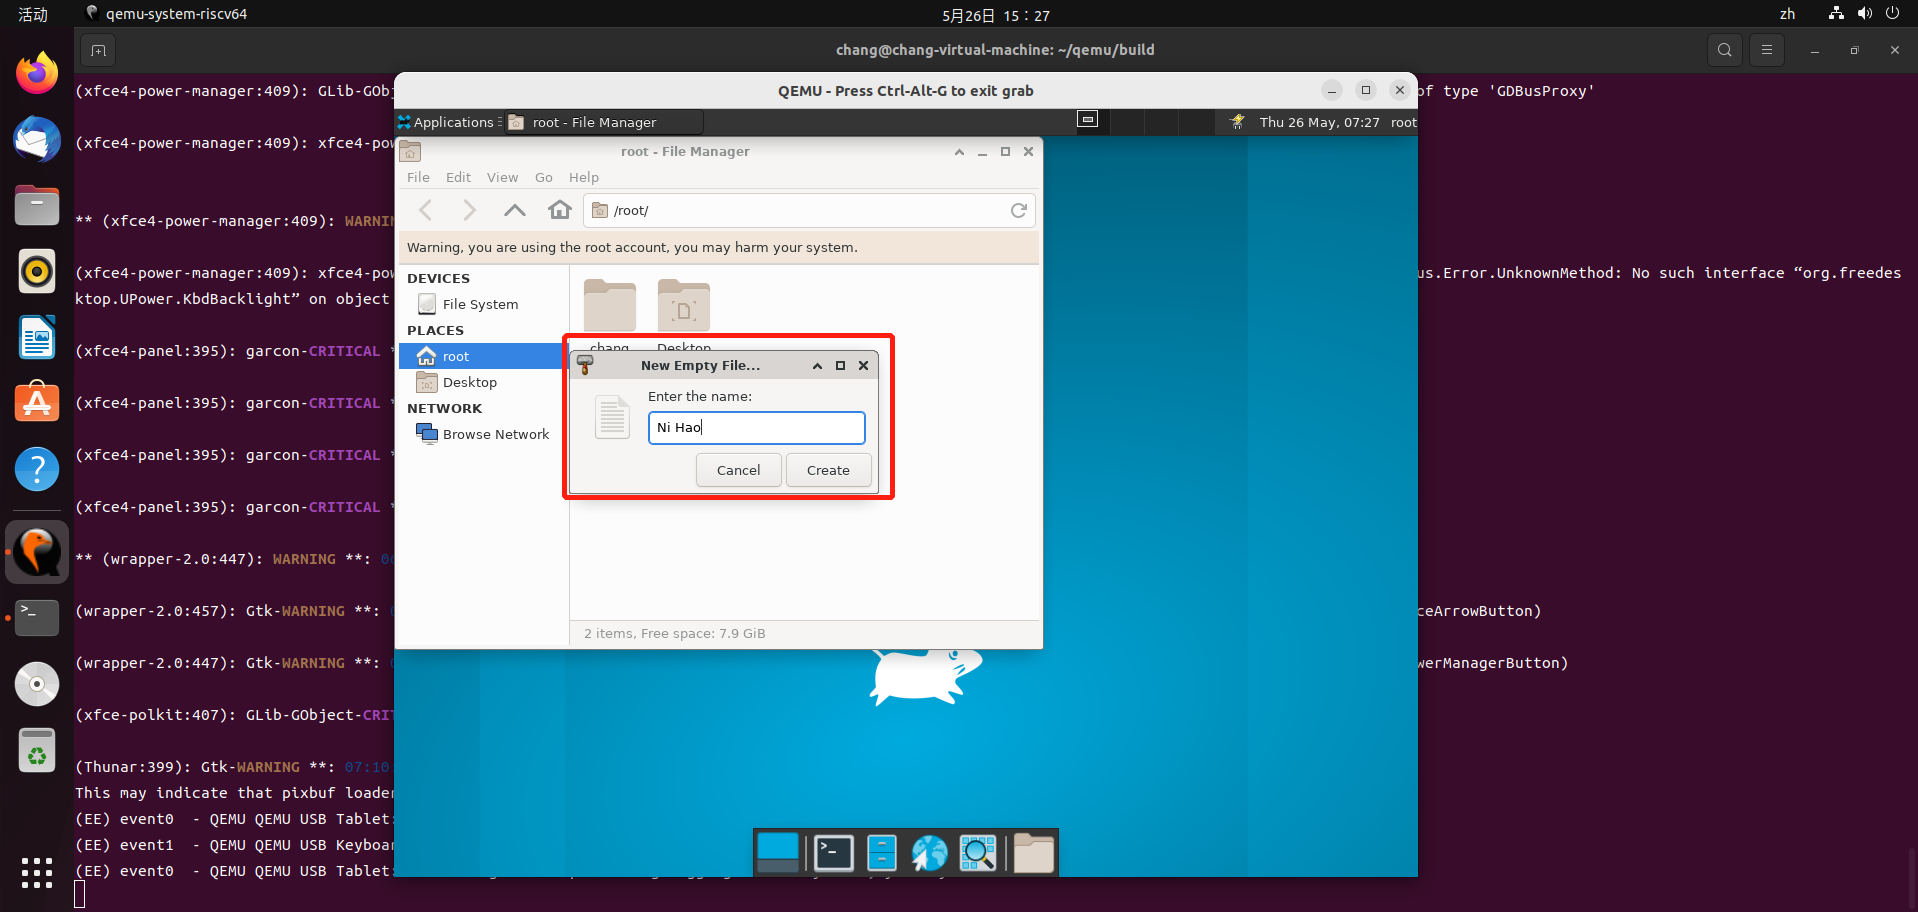 活动
qemu-system-riscv64
5月26日 15：27
zh
chang@chang-virtual-machine: ~/qemu/build
(xfce4-power-manager:409): GLib-GObj
of type 'GDBusProxy'
QEMU - Press Ctrl-Alt-G to exit grab
Applications
root - File Manager
Thu 26 May, 07:27
root
(xfce4-power-manager:409): xfce4-pow
root - File Manager
File Edit View Go Help
/root/
** (xfce4-power-manager:409): WARNIN
Warning, you are using the root account, you may harm your system.
(xfce4-power-manager:409): xfce4-pow
us.Error.UnknownMethod: No such interface “org.freedes
ktop.UPower.KbdBacklight” on object
DEVICES
File System
PLACES
root
Desktop
NETWORK
Browse Network
chang
Desktop
New Empty File...
Enter the name:
Ni Hao
Cancel
Create
2 items, Free space: 7.9 GiB
(xfce4-panel:395): garcon-CRITICAL *
(xfce4-panel:395): garcon-CRITICAL *
(xfce4-panel:395): garcon-CRITICAL *
(xfce4-panel:395): garcon-CRITICAL *
** (wrapper-2.0:447): WARNING **: 0
(wrapper-2.0:457): Gtk-WARNING **:
ceArrowButton)
(wrapper-2.0:447): Gtk-WARNING **:
werManagerButton)
(xfce-polkit:407): GLib-GObject-CRIT
(Thunar:399): Gtk-WARNING **: 07:10:
This may indicate that pixbuf loader
(EE) event0 - QEMU QEMU USB Tablet:
(EE) event1 - QEMU QEMU USB Keyboar
(EE) event0 - QEMU QEMU USB Tablet: